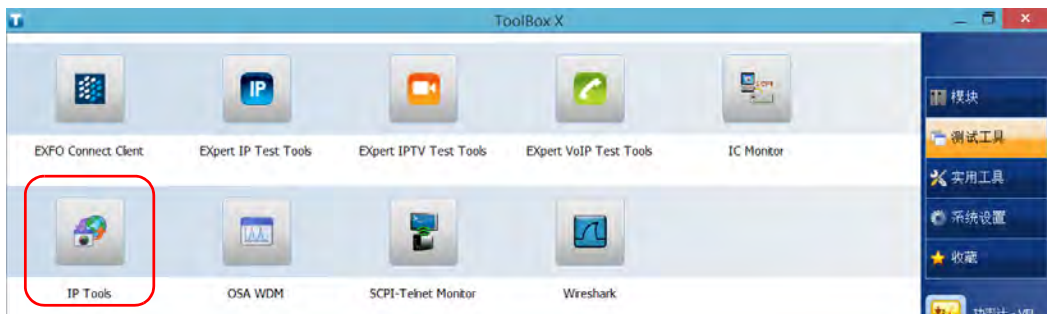 ToolBox X
IP
EXFO Connect Client
EXpert IP Test Tools
EXpert IPTV Test Tools
EXpert VoIP Test Tools
IC Monitor
IP Tools
OSA WDM
SCPI-Telnet Monitor
Wireshark
模块
测试工具
实用工具
系统设置
收藏